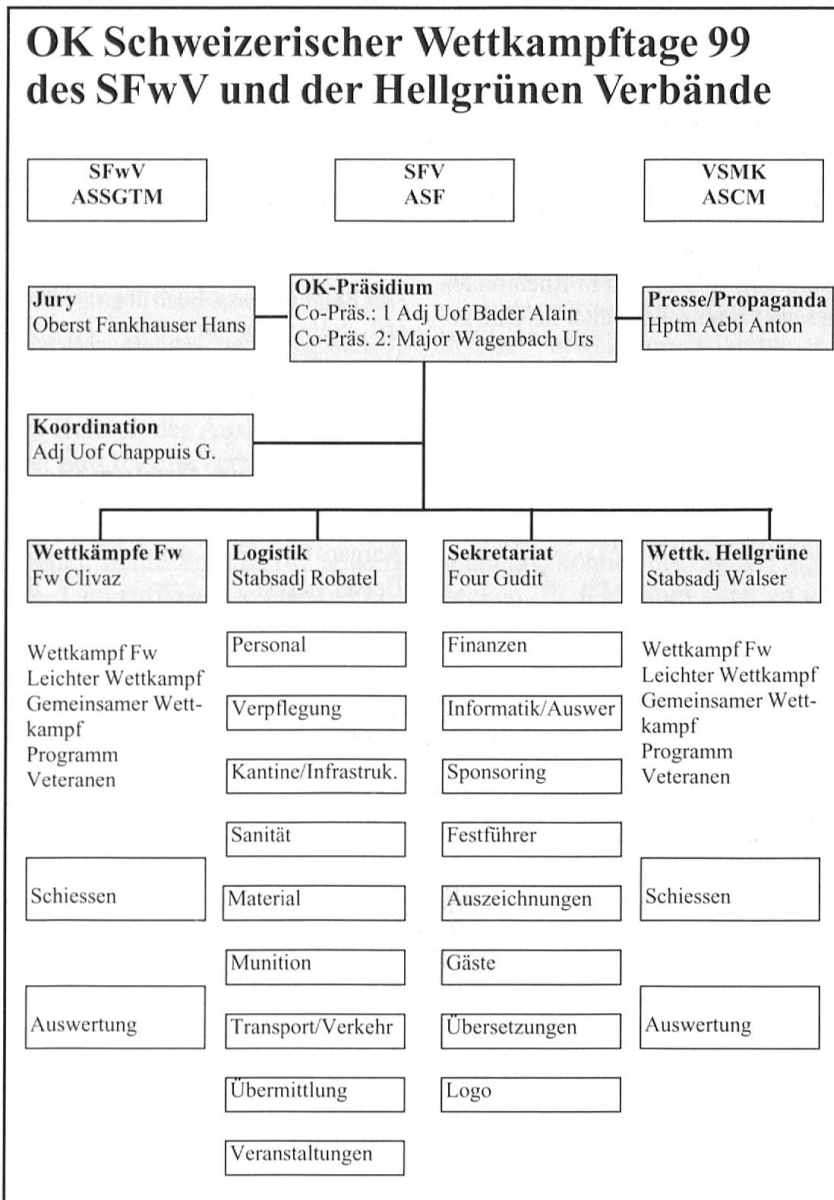 OK Schweizerischer Wettkampftage 99
des SFwV und der Hellgrünen Verbände
SFwV
ASSGTM
SFV
ASF
VSMK
ASCM
Jury
Oberst Fankhauser Hans
OK-Präsidium
Co-Präs.: 1 Adj Uof Bader Alain
Co-Präs. 2: Major Wagenbach Urs
Presse/Propaganda
Hptm Aebi Anton
Koordination
Adj Uof Chappuis G.
Wettkämpfe Fw
Fw Clivaz
Logistik
Stabsadj Robatel
Sekretariat
Four Gudit
Wettk. Hellgrüne
Stabsadj Walser
Wettkampf Fw
Leichter Wettkampf
Gemeinsamer Wett-
kampf
Programm
Veteranen
Schiessen
Auswertung
Personal
Verpflegung
Kantine/Infrastruk.
Sanität
Material
Munition
Transport/Verkehr
Übermittlung
Veranstaltungen
Finanzen
Informatik/Auswer
Sponsoring
Festführer
Auszeichnungen
Gäste
Übersetzungen
Logo
Wettkampf Fw
Leichter Wettkampf
Gemeinsamer Wett-
kampf
Programm
Veteranen
Schiessen
Auswertung